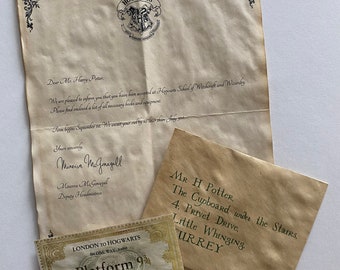 HOGWARTS
Dear Mr. Harry Potter,
We are pleased to inform you that you have been accepted at Hogwarts School of Witchcraft and Wizardry.
Please find enclosed a list of all necessary books and equipment.
Term begins September 1st. We await your owl by no later than July 31st.
Yours sincerely,
Minerva McGonagall
Minerva McGonagall
Deputy Headmistress
Mr H Potter,
The Cupboard under the Stairs,
4, Privet Drive,
Little Whinging,
SURREY
LONDON to HOGWARTS
Platform 9